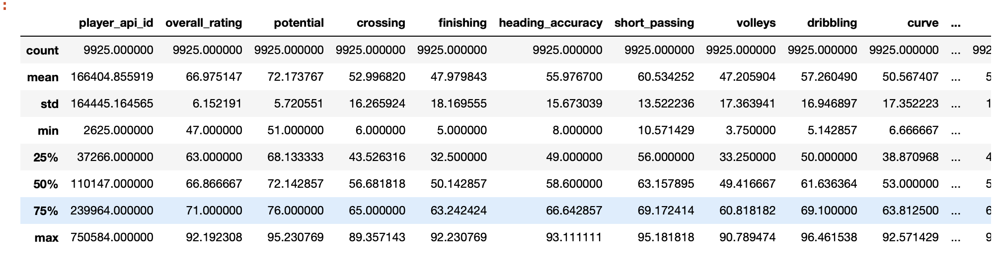 :
player_api_id overall_rating potential crossing finishing heading_accuracy short_passing volleys dribbling curve ...
count 9925.000000 9925.000000 9925.000000 9925.000000 9925.000000 9925.000000 9925.000000 9925.000000 9925.000000 9925.000000 ... 992
mean 166404.855919 66.975147 72.173767 52.996820 47.979843 55.976700 60.534252 47.205904 57.260490 50.567407 ... 5
std 164445.164565 6.152191 5.720551 16.265924 18.169555 15.673039 13.522236 17.363941 16.946897 17.352223 ... 1
min 2625.000000 47.000000 51.000000 6.000000 5.000000 8.000000 10.571429 3.750000 5.142857 6.666667 ...
25% 37266.000000 63.000000 68.133333 43.526316 32.500000 49.000000 56.000000 33.250000 50.000000 38.870968 ... 4
50% 110147.000000 66.866667 72.142857 56.681818 50.142857 58.600000 63.157895 49.416667 61.636364 53.000000 ... 5
75% 239964.000000 71.000000 76.000000 65.000000 63.242424 66.642857 69.172414 60.818182 69.100000 63.812500 ... 6
max 750584.000000 92.192308 95.230769 89.357143 92.230769 93.111111 95.181818 90.789474 96.461538 92.571429 ... 9